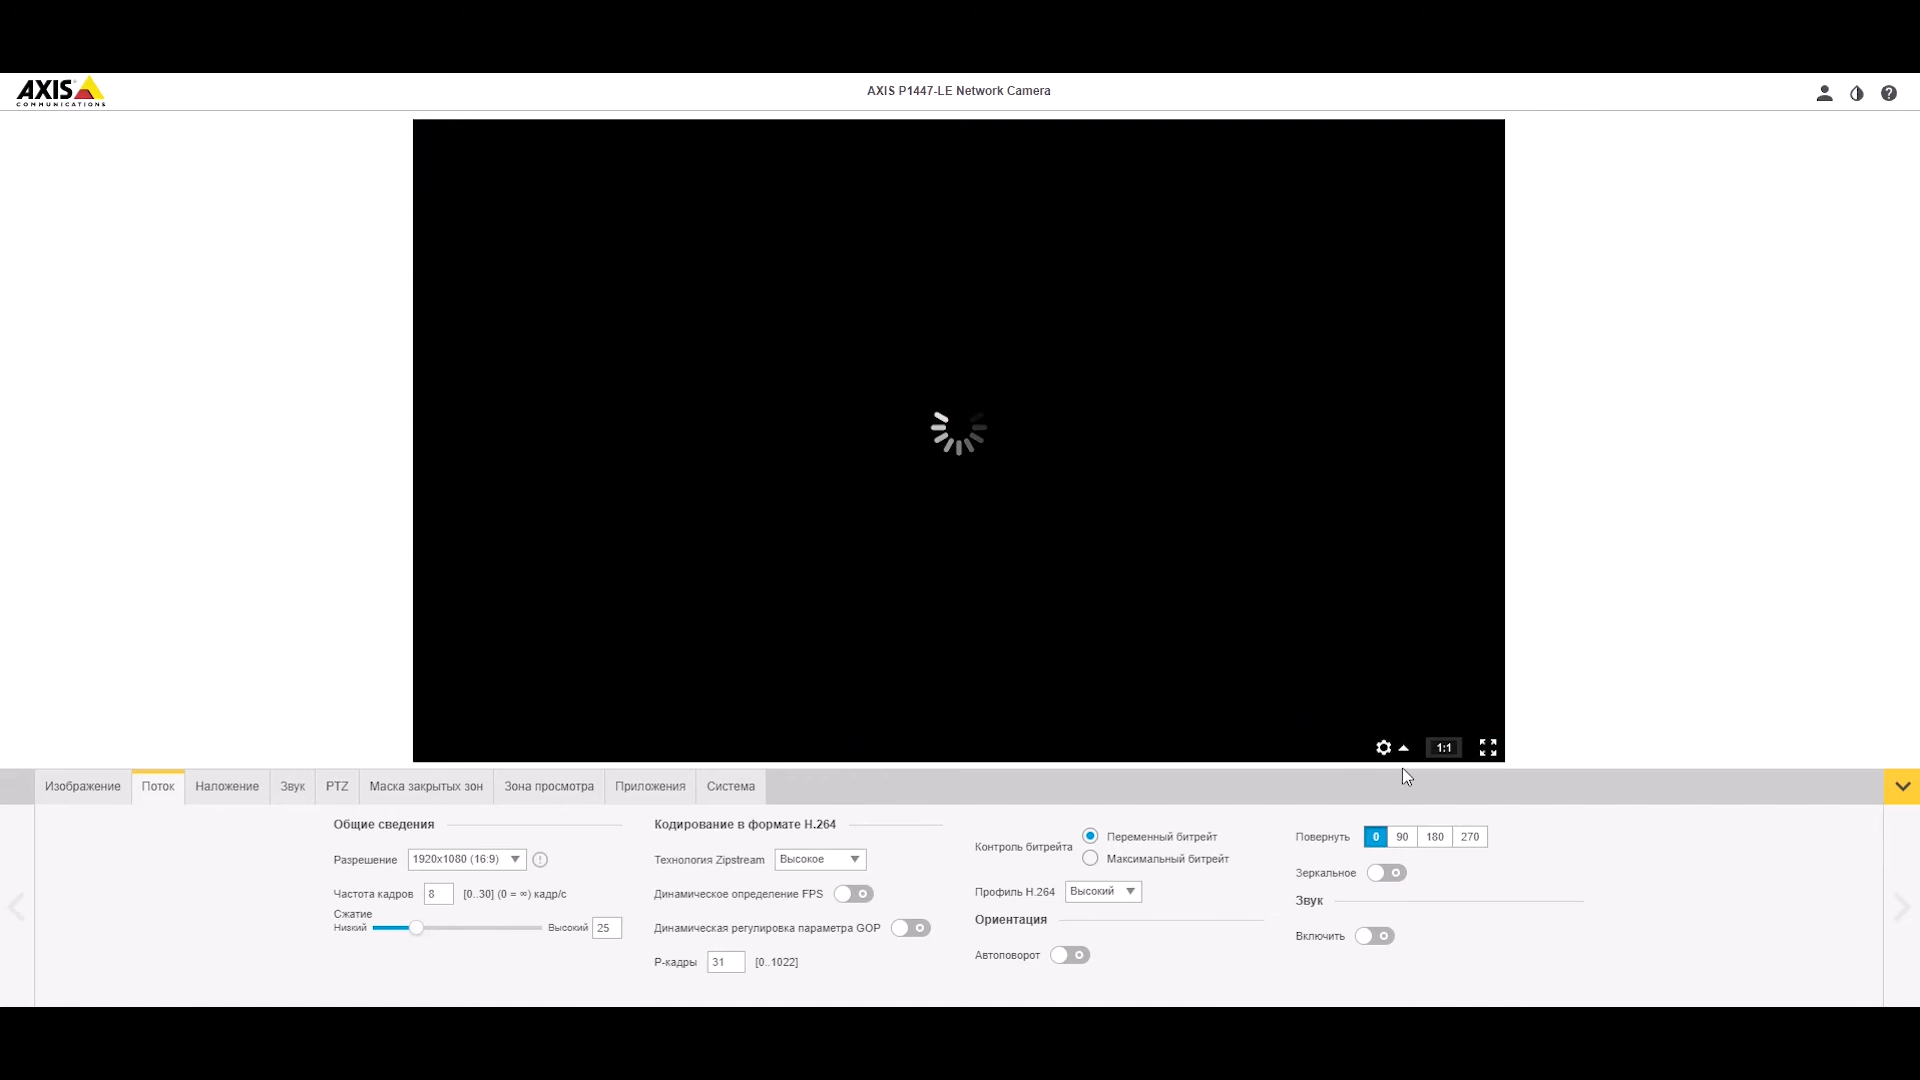 AXIS
COMMUNICATIONS
AXIS P1447-LE Network Camera
1:1
Изображение Поток Наложение Звук PTZ Маска закрытых зон Зона просмотра Приложения Система
Общие сведения
Разрешение 1920x1080 (16:9)
Частота кадров 8 [0..30] (0 = ∞) кадр/с
Сжатие
Низкий Высокий 25
Кодирование в формате H.264
Технология Zipstream Высокое
Динамическое определение FPS
Динамическая регулировка параметра GOP
P-кадры 31 [0..1022]
Контроль битрейта
Переменный битрейт
Максимальный битрейт
Профиль H.264 Высокий
Ориентация
Автоповорот
Повернуть 0 90 180 270
Зеркальное
Звук
Включить